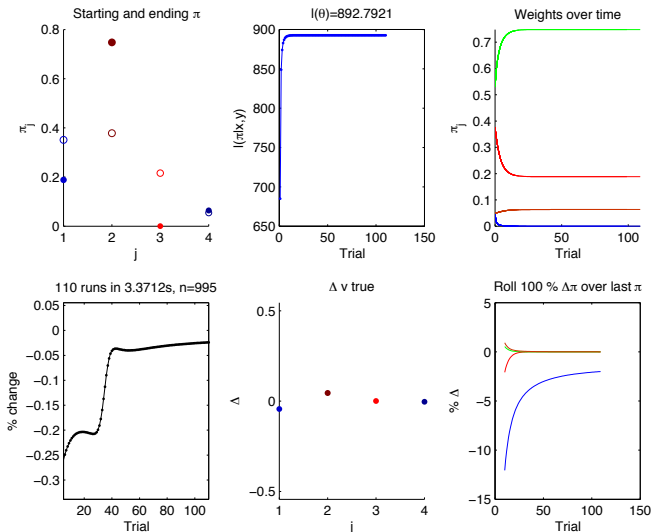 Starting and ending π
0.8
0.6
0.4
0.2
0
π_j
1 2 3 4
j
l(θ)=892.7921
900
850
800
750
700
650
l(π|x,y)
0 50 100 150
Trial
Weights over time
0.7
0.6
0.5
0.4
0.3
0.2
0.1
0
π_j
0 50 100
Trial
110 runs in 3.3712s, n=995
0.05
0
−0.05
−0.1
−0.15
−0.2
−0.25
−0.3
% change
20 40 60 80 100
Trial
Δ v true
0.5
0
−0.5
Δ
1 2 3 4
j
Roll 100 % Δπ over last π
5
0
−5
−10
−15
% Δ
0 50 100 150
Trial